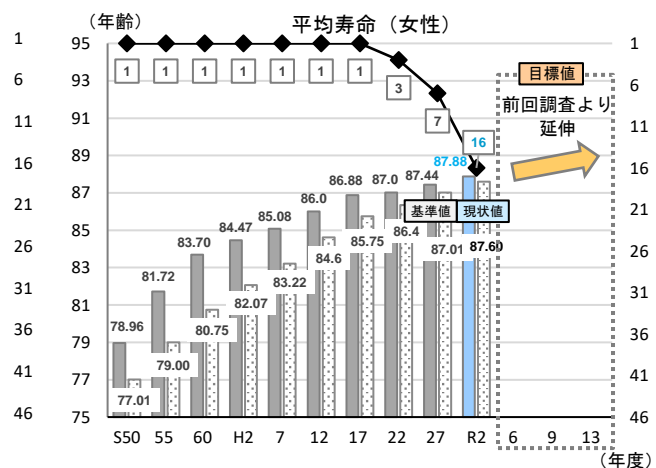 (年齢)
平均寿命（女性）
1 95 1
6 93 6
11 91 11
16 89 16
21 87 21
26 85 26
31 83 31
36 81 36
41 79 41
46 77 46
75
1 1 1 1 1 1 1 3 7 16
目標値
前回調査より
延伸
78.96 81.72 83.70 84.47 85.08 86.0 86.88 87.0 87.44 87.88
基準値 現状値
77.01 79.00 80.75 82.07 83.22 84.6 85.75 86.4 87.01 87.60
S50 55 60 H2 7 12 17 22 27 R2 6 9 13
(年度)